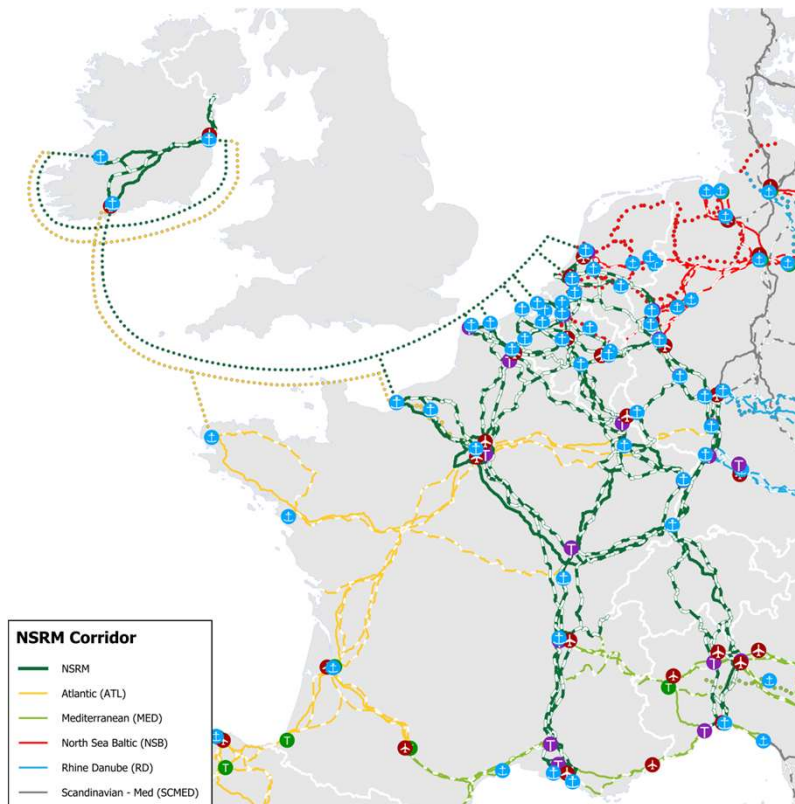 NSRM Corridor
NSRM
Atlantic (ATL)
Mediterranean (MED)
North Sea Baltic (NSB)
Rhine Danube (RD)
Scandinavian - Med (SCMED)
T
T
T
T
T
T
T
T
T
T
T
T